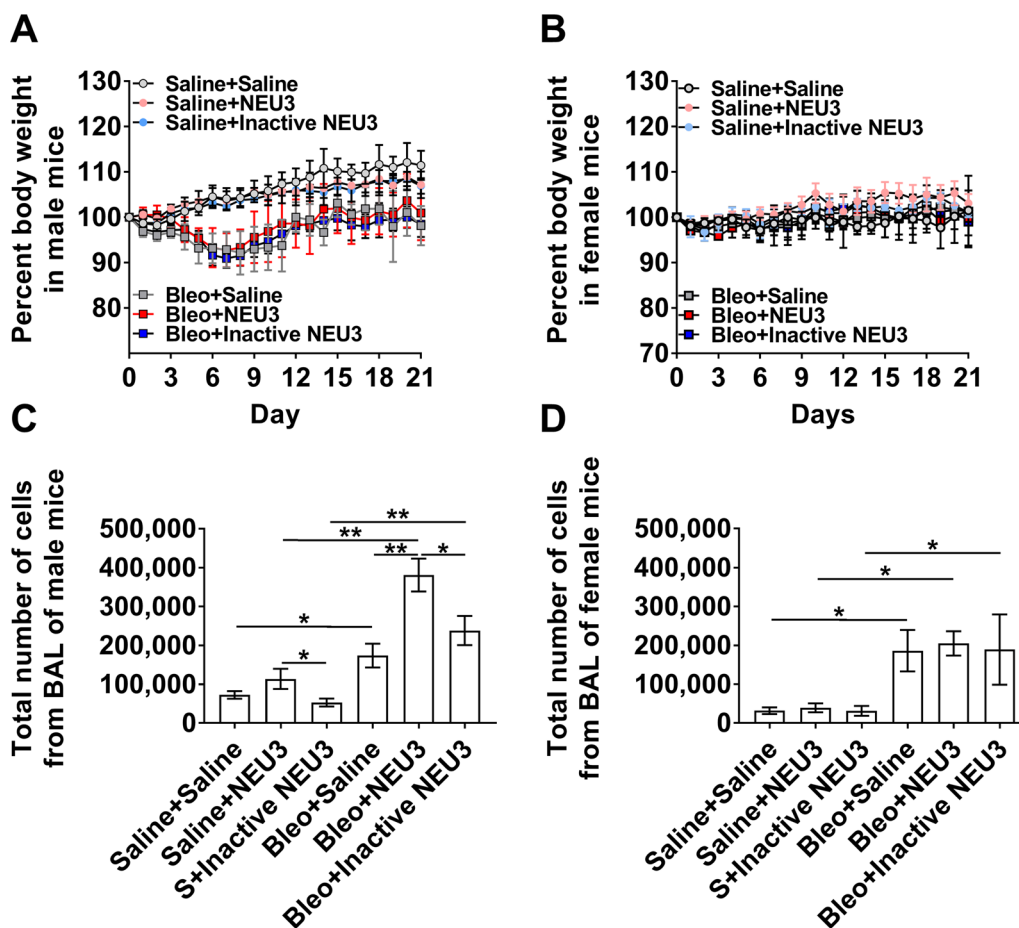 A
Percent body weight
in male mice
130
120
110
100
90
80
Saline+Saline
Saline+NEU3
Saline+Inactive NEU3
Bleo+Saline
Bleo+NEU3
Bleo+Inactive NEU3
0 3 6 9 12 15 18 21
Day
B
Percent body weight
in female mice
130
120
110
100
90
80
70
Saline+Saline
Saline+NEU3
Saline+Inactive NEU3
Bleo+Saline
Bleo+NEU3
Bleo+Inactive NEU3
0 3 6 9 12 15 18 21
Days
C
Total number of cells
from BAL of male mice
500,000
400,000
300,000
200,000
100,000
0
**
**
** *
*
*
Saline+Saline
Saline+NEU3
S+Inactive NEU3
Bleo+Saline
Bleo+NEU3
Bleo+Inactive NEU3
D
Total number of cells
from BAL of female mice
500,000
400,000
300,000
200,000
100,000
0
*
*
*
Saline+Saline
Saline+NEU3
S+Inactive NEU3
Bleo+Saline
Bleo+NEU3
Bleo+Inactive NEU3